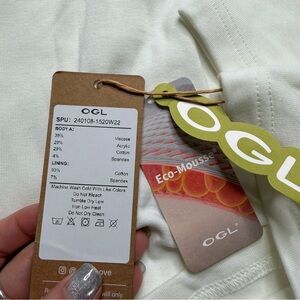 OGL
SPU: 240108-1520W22
BODY A:
38% Viscose
29% Acrylic
29% Cotton
4% Spandex
LINING:
93% Cotton
7% Spandex
Machine Wash Cold With Like Colors
Do Not Bleach
Tumble Dry Low
Iron Low Heat
Do Not Dry Clean
Eco-Mousse
OGL
OGL